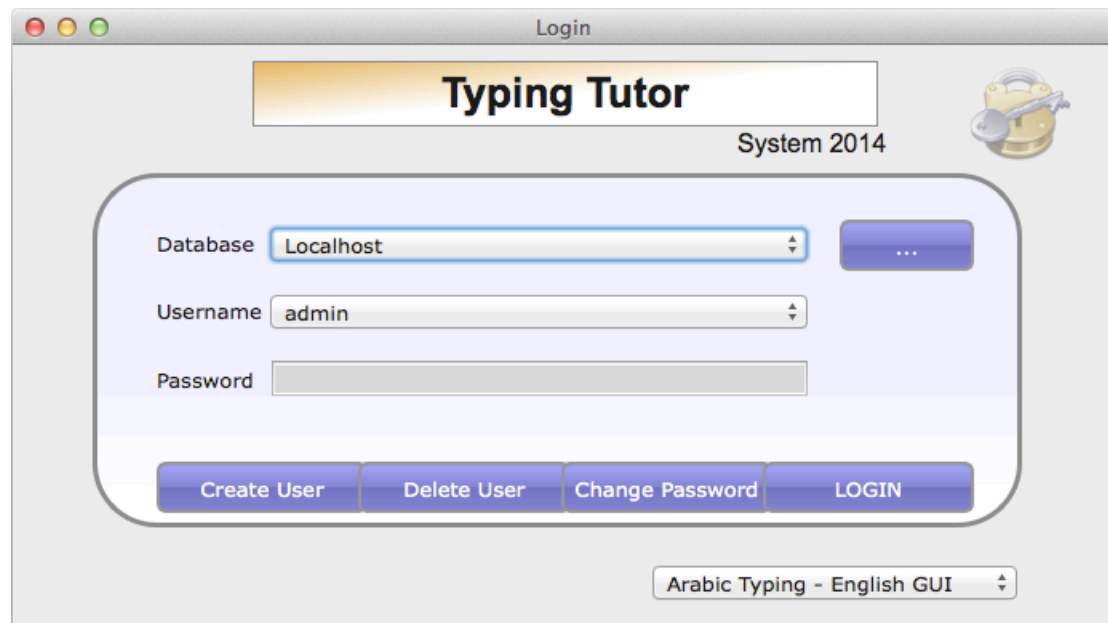 Login
Typing Tutor
System 2014
Database Localhost ...
Username admin
Password
Create User Delete User Change Password LOGIN
Arabic Typing - English GUI